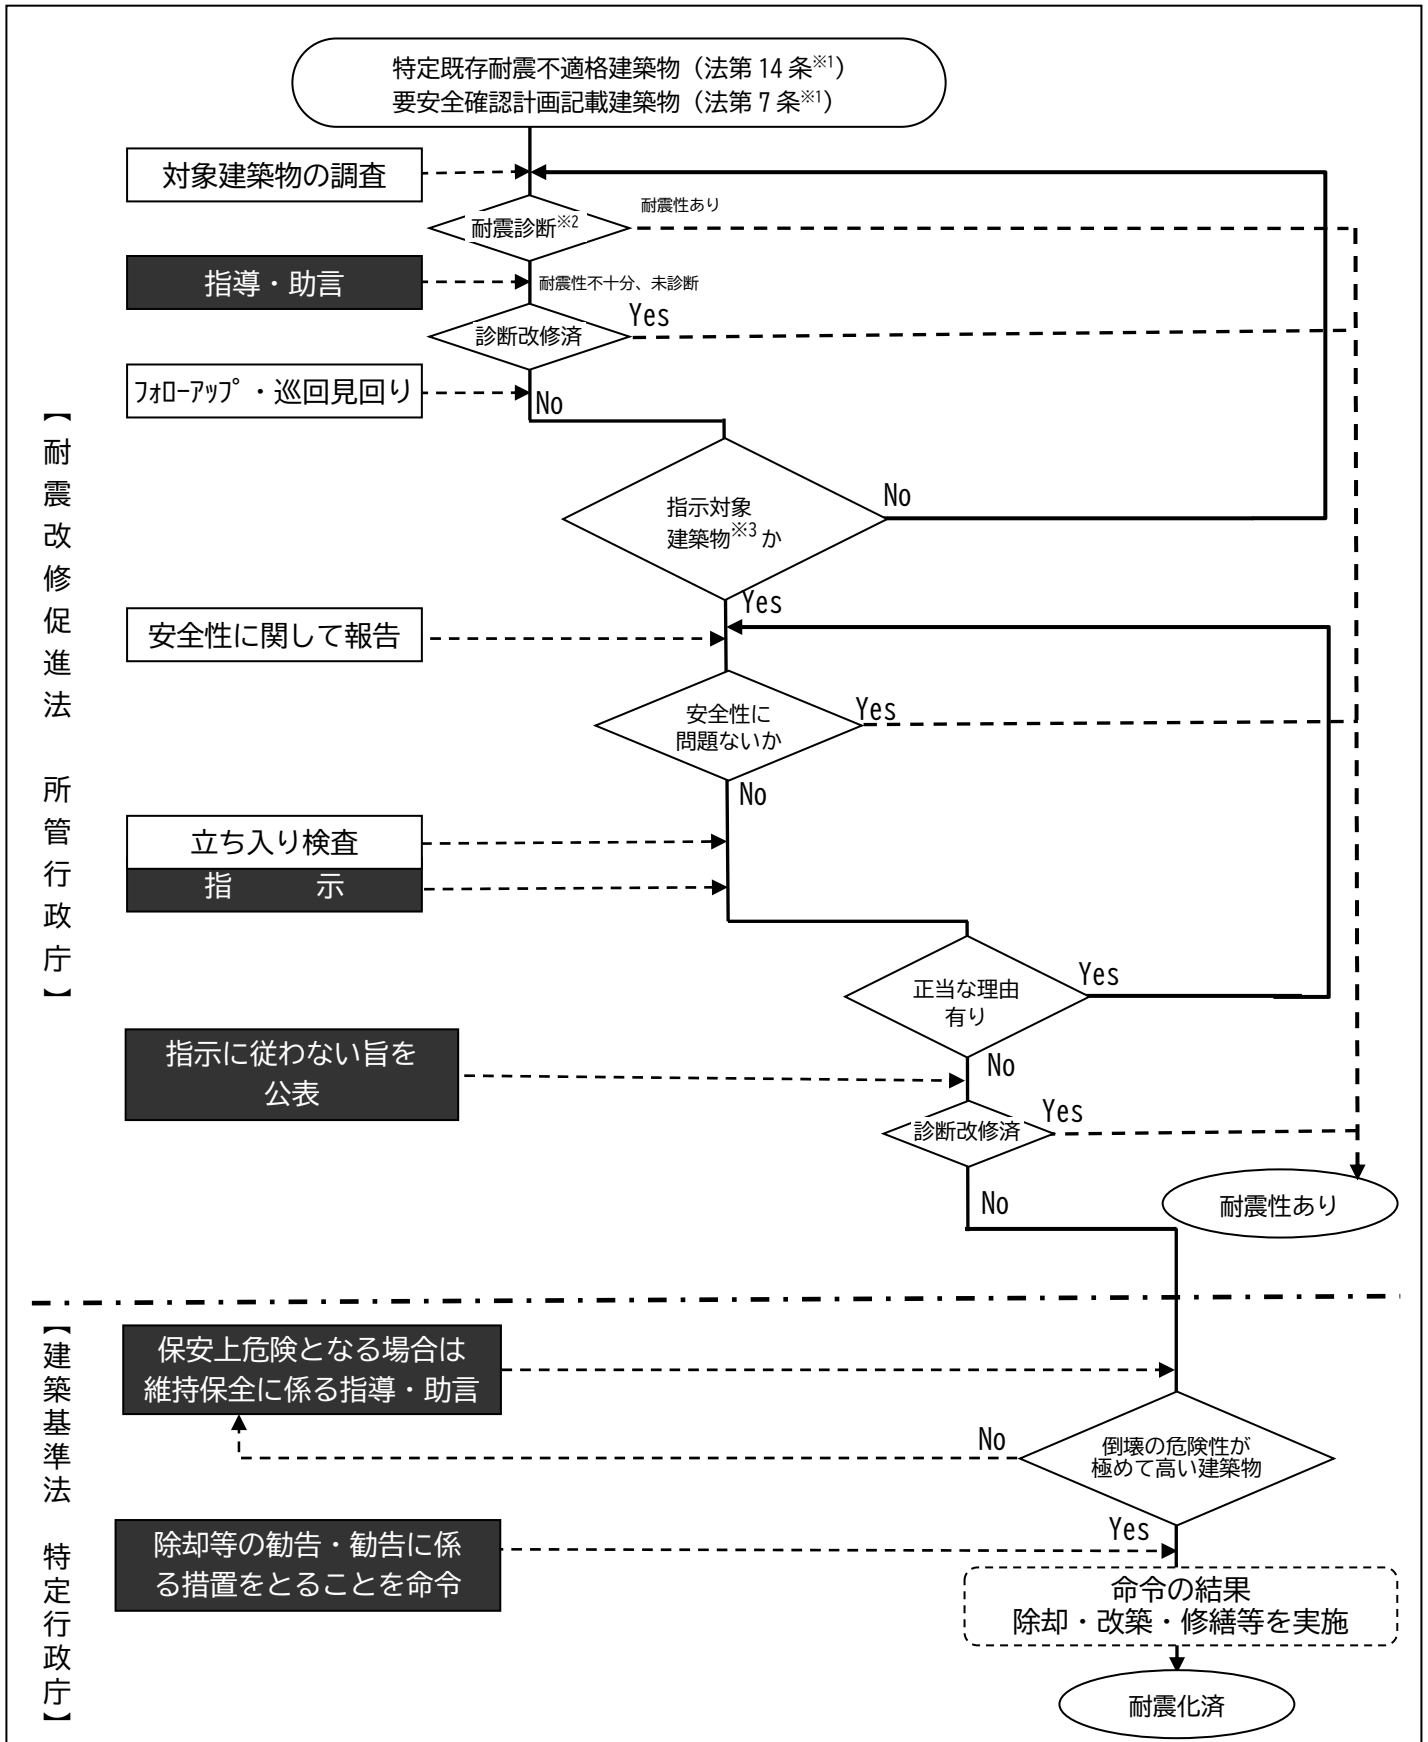 特定既存耐震不適格建築物（法第14条※1）
要安全確認計画記載建築物（法第7条※1）
対象建築物の調査
耐震診断※2
耐震性あり
指導・助言
耐震性不十分、未診断
診断改修済
Yes
ﾌｫﾛｰｱｯﾌﾟ・巡回見回り
No
指示対象
建築物※3か
No
Yes
安全性に関して報告
安全性に
問題ないか
Yes
No
立ち入り検査
指　　　示
正当な理由
有り
Yes
No
指示に従わない旨を
公表
診断改修済
Yes
No
耐震性あり
【耐震改修促進法　所管行政庁】
保安上危険となる場合は
維持保全に係る指導・助言
No
倒壊の危険性が
極めて高い建築物
Yes
除却等の勧告・勧告に係
る措置をとることを命令
命令の結果
除却・改築・修繕等を実施
耐震化済
【建築基準法　特定行政庁】